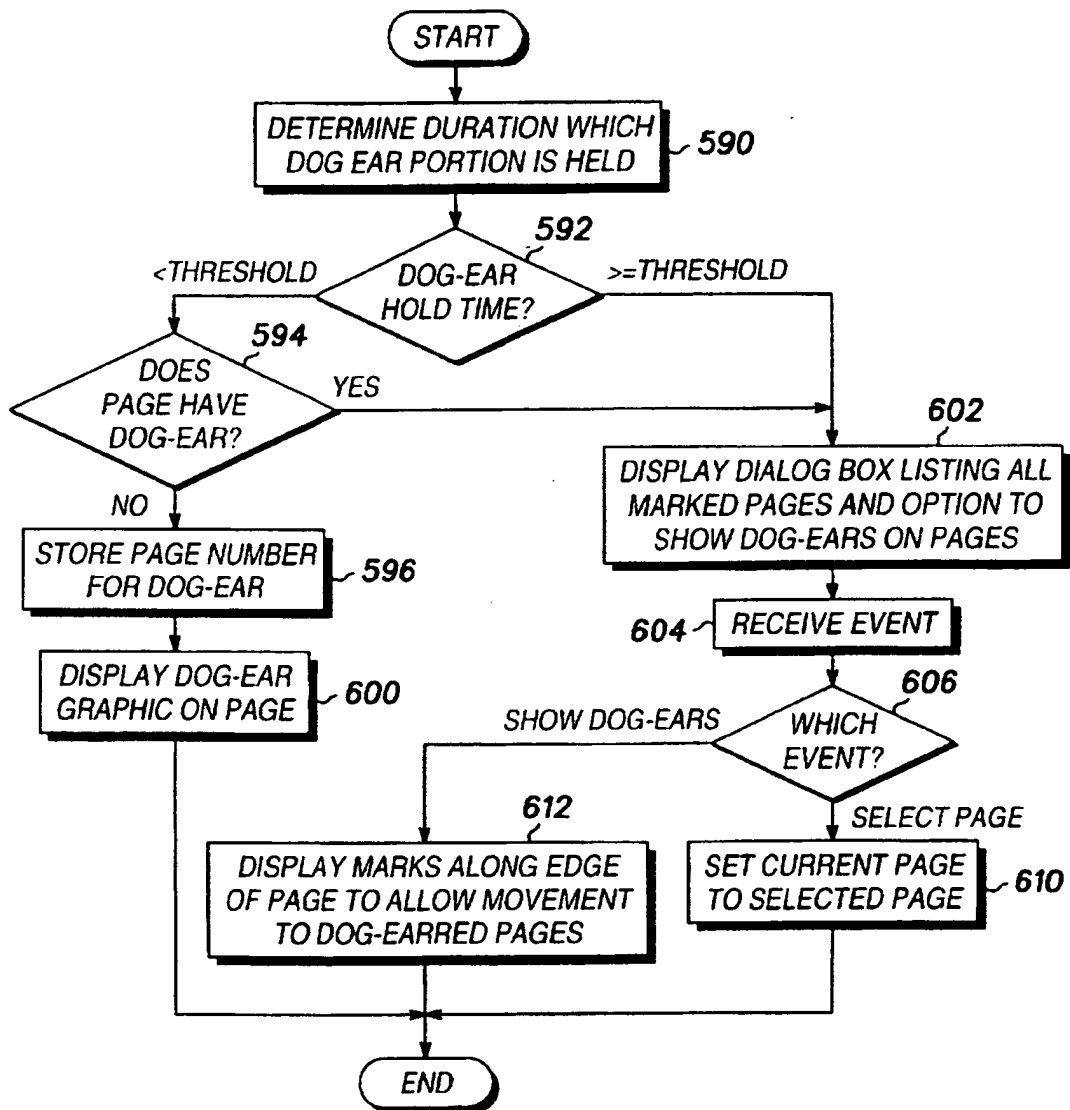 START
DETERMINE DURATION WHICH
DOG EAR PORTION IS HELD
590
592
<THRESHOLD
DOG-EAR
HOLD TIME?
>=THRESHOLD
594
DOES
PAGE HAVE
DOG-EAR?
YES
NO
602
DISPLAY DIALOG BOX LISTING ALL
MARKED PAGES AND OPTION TO
SHOW DOG-EARS ON PAGES
STORE PAGE NUMBER
FOR DOG-EAR
596
604
RECEIVE EVENT
DISPLAY DOG-EAR
GRAPHIC ON PAGE
600
606
SHOW DOG-EARS
WHICH
EVENT?
SELECT PAGE
612
DISPLAY MARKS ALONG EDGE
OF PAGE TO ALLOW MOVEMENT
TO DOG-EARRED PAGES
SET CURRENT PAGE
TO SELECTED PAGE
610
END